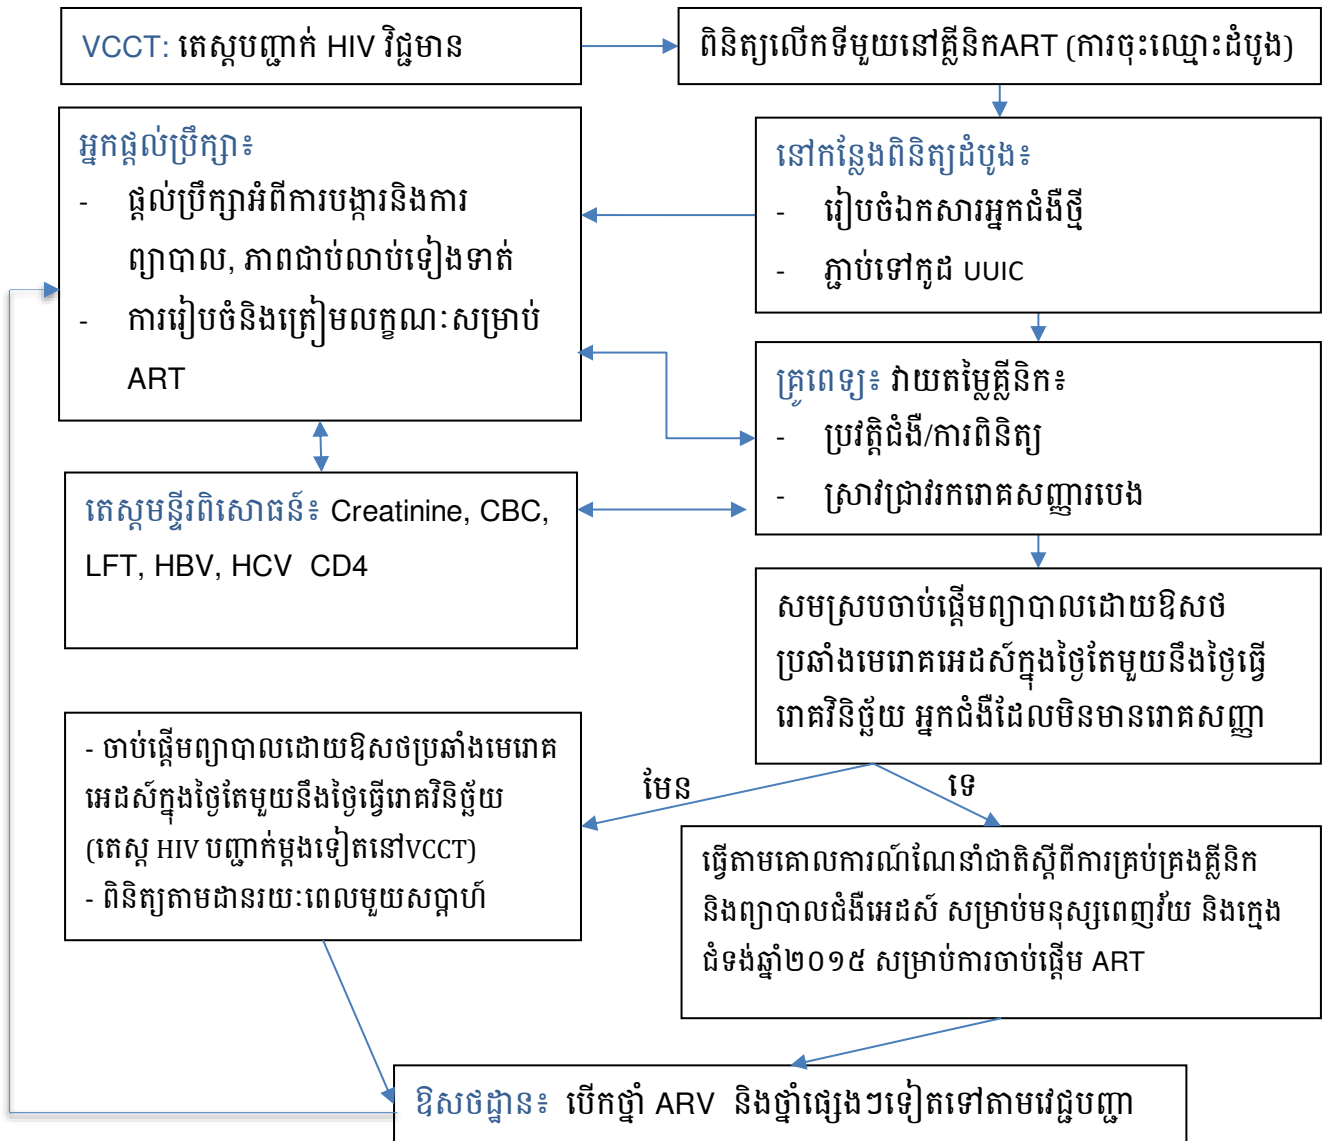 VCCT: តេស្តបញ្ជាក់ HIV វិជ្ជមាន
ពិនិត្យលើកទីមួយនៅគ្លីនិកART (ការចុះឈ្មោះដំបូង)
អ្នកផ្តល់ប្រឹក្សា៖
- ផ្តល់ប្រឹក្សាអំពីការបង្ការនិងការ
ព្យាបាល, ភាពជាប់លាប់ទៀងទាត់
- ការរៀបចំនិងត្រៀមលក្ខណៈសម្រាប់
ART
នៅកន្លែងពិនិត្យដំបូង៖
- រៀបចំឯកសារអ្នកជំងឺថ្មី
- ភ្ជាប់ទៅកូដ UUIC
គ្រូពេទ្យ៖ វាយតម្លៃគ្លីនិក៖
- ប្រវត្តិជំងឺ/ការពិនិត្យ
- ស្រាវជ្រាវរករោគសញ្ញារបេង
តេស្តមន្ទីរពិសោធន៍៖ Creatinine, CBC,
LFT, HBV, HCV CD4
សមស្របចាប់ផ្តើមព្យាបាលដោយឱសថ
ប្រឆាំងមេរោគអេដស៍ក្នុងថ្ងៃតែមួយនឹងថ្ងៃធ្វើ
រោគវិនិច្ឆ័យ អ្នកជំងឺដែលមិនមានរោគសញ្ញា
មែន
ទេ
- ចាប់ផ្តើមព្យាបាលដោយឱសថប្រឆាំងមេរោគ
អេដស៍ក្នុងថ្ងៃតែមួយនឹងថ្ងៃធ្វើរោគវិនិច្ឆ័យ
(តេស្ត HIV បញ្ជាក់ម្តងទៀតនៅVCCT)
- ពិនិត្យតាមដានរយៈពេលមួយសប្តាហ៍
ធ្វើតាមគោលការណ៍ណែនាំជាតិស្តីពីការគ្រប់គ្រងគ្លីនិក
និងព្យាបាលជំងឺអេដស៍ សម្រាប់មនុស្សពេញវ័យ និងក្មេង
ជំទង់ឆ្នាំ២០១៥ សម្រាប់ការចាប់ផ្តើម ART
ឱសថដ្ឋាន៖ បើកថ្នាំ ARV និងថ្នាំផ្សេងៗទៀតទៅតាមវេជ្ជបញ្ជា